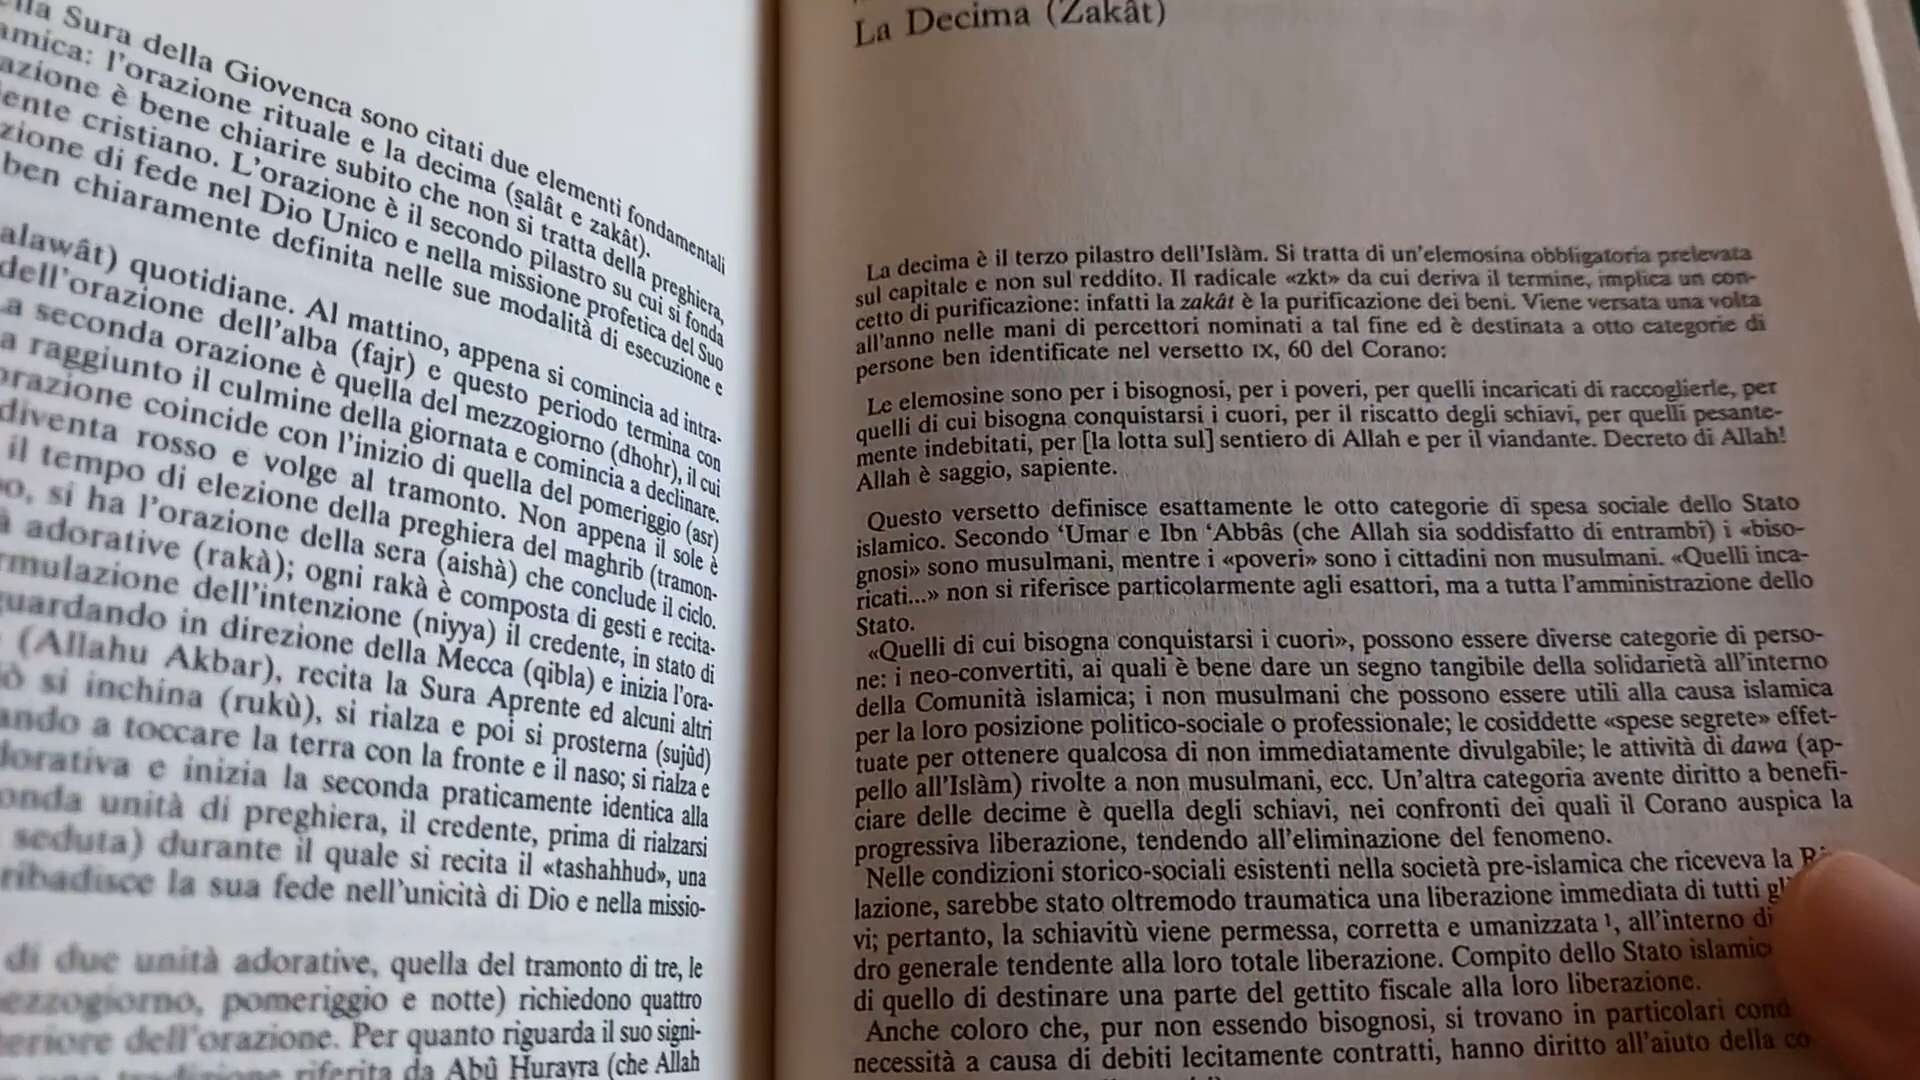 Sura della Giovenca sono citati due elementi fondamentali
l'orazione rituale e la decima (ṣalât e zakât).
è bene chiarire subito che non si tratta della preghiera,
cristiano. L'orazione è il secondo pilastro su cui si fonda
di fede nel Dio Unico e nella missione profetica del Suo
ben chiaramente definita nelle sue modalità di esecuzione e
quotidiane. Al mattino, appena si comincia ad intra-
dell'orazione dell'alba (fajr) e questo periodo termina con
seconda orazione è quella del mezzogiorno (dhohr), il cui
raggiunto il culmine della giornata e comincia a declinare.
coincide con l'inizio di quella del pomeriggio (asr)
diventa rosso e volge al tramonto. Non appena il sole è
il tempo di elezione della preghiera del maghrib (tramon-
si ha l'orazione della sera (aishà) che conclude il ciclo.
adorative (rakà); ogni rakà è composta di gesti e recita-
dell'intenzione (niyya) il credente, in stato di
in direzione della Mecca (qibla) e inizia l'ora-
(Allahu Akbar), recita la Sura Aprente ed alcuni altri
si inchina (rukù), si rialza e poi si prosterna (sujûd)
a toccare la terra con la fronte e il naso; si rialza e
e inizia la seconda praticamente identica alla
unità di preghiera, il credente, prima di rialzarsi
seduta) durante il quale si recita il «tashahhud», una
ribadisce la sua fede nell'unicità di Dio e nella missio-
di due unità adorative, quella del tramonto di tre, le
pomeriggio e notte) richiedono quattro
dell'orazione. Per quanto riguarda il suo signi-
riferita da Abû Hurayra (che Allah
La Decima (Zakât)
La decima è il terzo pilastro dell'Islàm. Si tratta di un'elemosina obbligatoria prelevata
sul capitale e non sul reddito. Il radicale «zkt» da cui deriva il termine, implica un con-
cetto di purificazione: infatti la zakât è la purificazione dei beni. Viene versata una volta
all'anno nelle mani di percettori nominati a tal fine ed è destinata a otto categorie di
persone ben identificate nel versetto IX, 60 del Corano:
Le elemosine sono per i bisognosi, per i poveri, per quelli incaricati di raccoglierle, per
quelli di cui bisogna conquistarsi i cuori, per il riscatto degli schiavi, per quelli pesante-
mente indebitati, per [la lotta sul] sentiero di Allah e per il viandante. Decreto di Allah!
Allah è saggio, sapiente.
Questo versetto definisce esattamente le otto categorie di spesa sociale dello Stato
islamico. Secondo ‘Umar e Ibn ‘Abbâs (che Allah sia soddisfatto di entrambi) i «biso-
gnosi» sono musulmani, mentre i «poveri» sono i cittadini non musulmani. «Quelli inca-
ricati...» non si riferisce particolarmente agli esattori, ma a tutta l'amministrazione dello
Stato.
«Quelli di cui bisogna conquistarsi i cuori», possono essere diverse categorie di perso-
ne: i neo-convertiti, ai quali è bene dare un segno tangibile della solidarietà all'interno
della Comunità islamica; i non musulmani che possono essere utili alla causa islamica
per la loro posizione politico-sociale o professionale; le cosiddette «spese segrete» effet-
tuate per ottenere qualcosa di non immediatamente divulgabile; le attività di dawa (ap-
pello all'Islàm) rivolte a non musulmani, ecc. Un'altra categoria avente diritto a benefi-
ciare delle decime è quella degli schiavi, nei confronti dei quali il Corano auspica la
progressiva liberazione, tendendo all'eliminazione del fenomeno.
Nelle condizioni storico-sociali esistenti nella società pre-islamica che riceveva la
lazione, sarebbe stato oltremodo traumatica una liberazione immediata di tutti
vi; pertanto, la schiavitù viene permessa, corretta e umanizzata ¹, all'interno di
dro generale tendente alla loro totale liberazione. Compito dello Stato islamic
di quello di destinare una parte del gettito fiscale alla loro liberazione.
Anche coloro che, pur non essendo bisognosi, si trovano in particolari cond
necessità a causa di debiti lecitamente contratti, hanno diritto all'aiuto della co